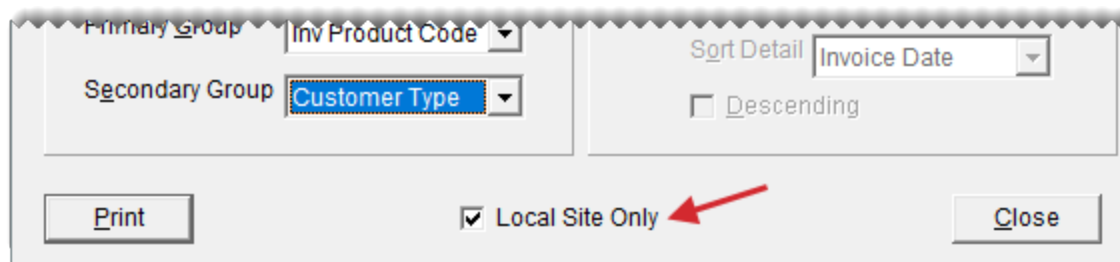 Primary Group
Inv Product Code
Sort Detail
Invoice Date
Secondary Group
Customer Type
Descending
Print
Local Site Only
Close